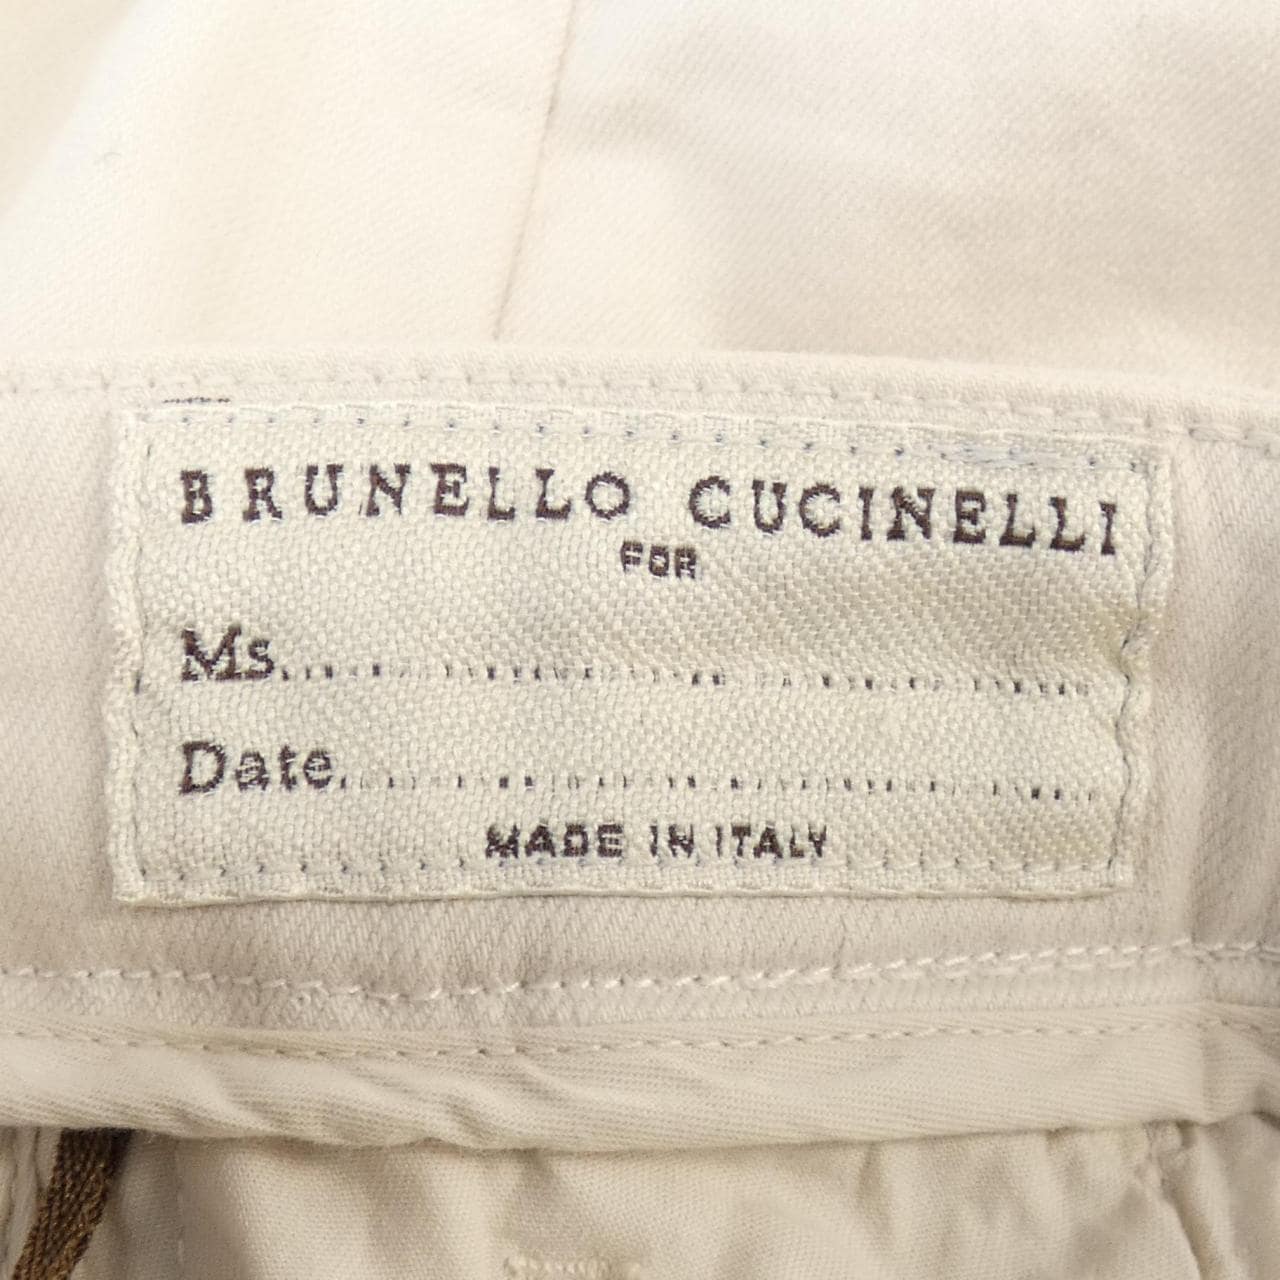 BRUNELLO CUCINELLI
FOR
Ms..............................
Date..............................
MADE IN ITALY